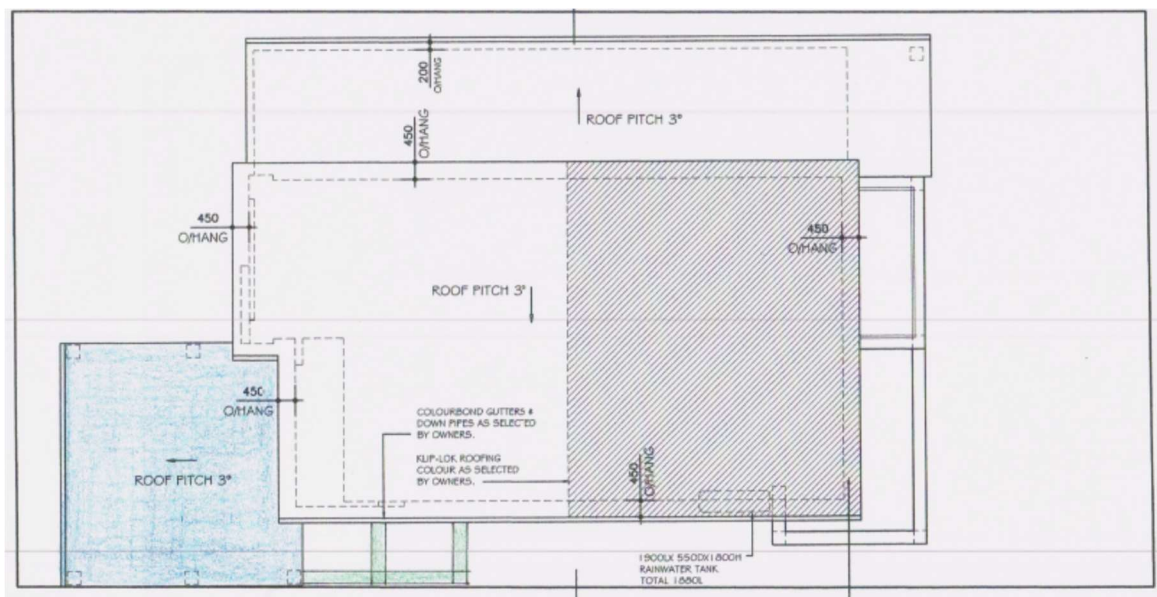 200
O/HANG
450
O/HANG
ROOF PITCH 3°
450
O/HANG
450
O/HANG
ROOF PITCH 3°
450
O/HANG
COLOURBOND GUTTERS &
DOWN PIPES AS SELECTED
BY OWNERS.
KLIP-LOK ROOFING
COLOUR AS SELECTED
BY OWNERS.
450
O/HANG
ROOF PITCH 3°
1900LX 550DX1800H
RAINWATER TANK
TOTAL 1880L